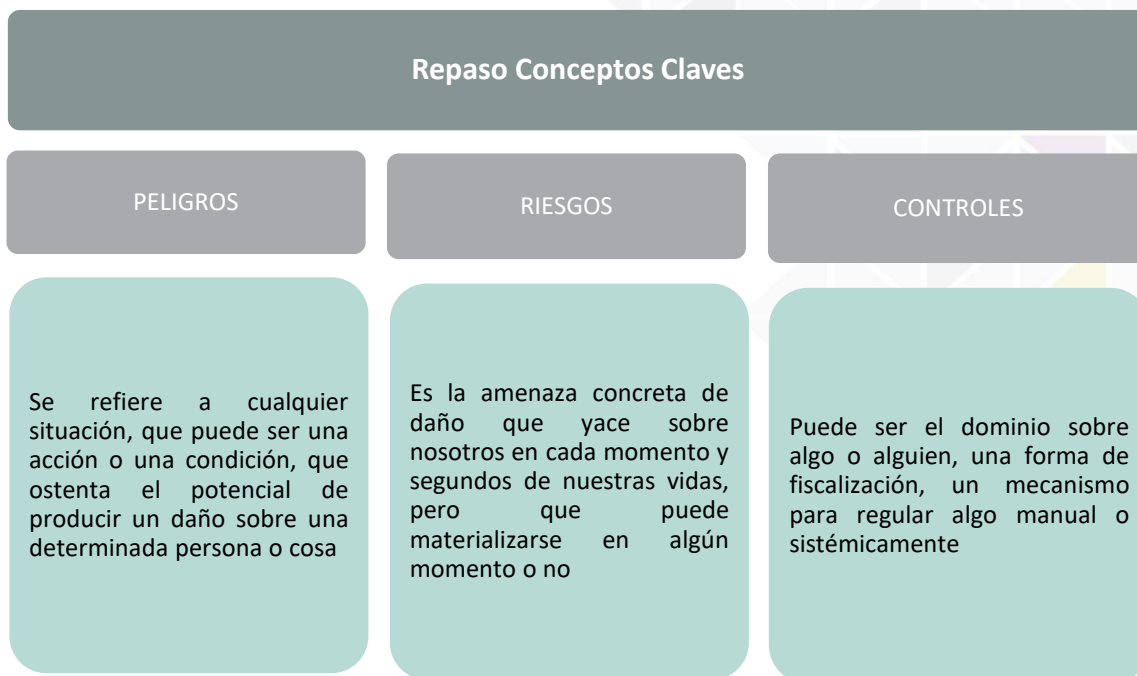 Repaso Conceptos Claves
PELIGROS
RIESGOS
CONTROLES
Se refiere a cualquier
situación, que puede ser una
acción o una condición, que
ostenta el potencial de
producir un daño sobre una
determinada persona o cosa
Es la amenaza concreta de
daño que yace sobre
nosotros en cada momento y
segundos de nuestras vidas,
pero que puede
materializarse en algún
momento o no
Puede ser el dominio sobre
algo o alguien, una forma de
fiscalización, un mecanismo
para regular algo manual o
sistémicamente